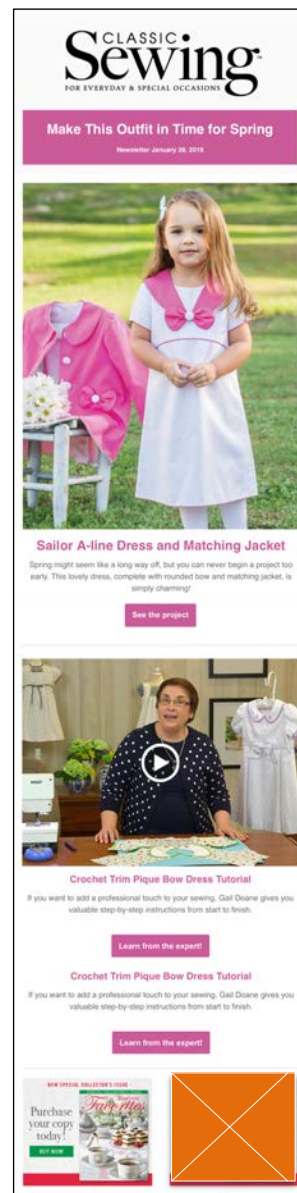 CLASSIC
Sewing™
FOR EVERYDAY & SPECIAL OCCASIONS
Make This Outfit in Time for Spring
Newsletter January 28, 2019
Sailor A-line Dress and Matching Jacket
Spring might seem like a long way off, but you can never begin a project too
early. This lovely dress, complete with rounded bow and matching jacket, is
simply charming!
See the project
Crochet Trim Pique Bow Dress Tutorial
If you want to add a professional touch to your sewing, Gail Doane gives you
valuable step-by-step instructions from start to finish.
Learn from the expert!
Crochet Trim Pique Bow Dress Tutorial
If you want to add a professional touch to your sewing, Gail Doane gives you
valuable step-by-step instructions from start to finish.
Learn from the expert!
NEW SPECIAL COLLECTOR'S ISSUE
Purchase
your copy
today!
BUY NOW
Favorites